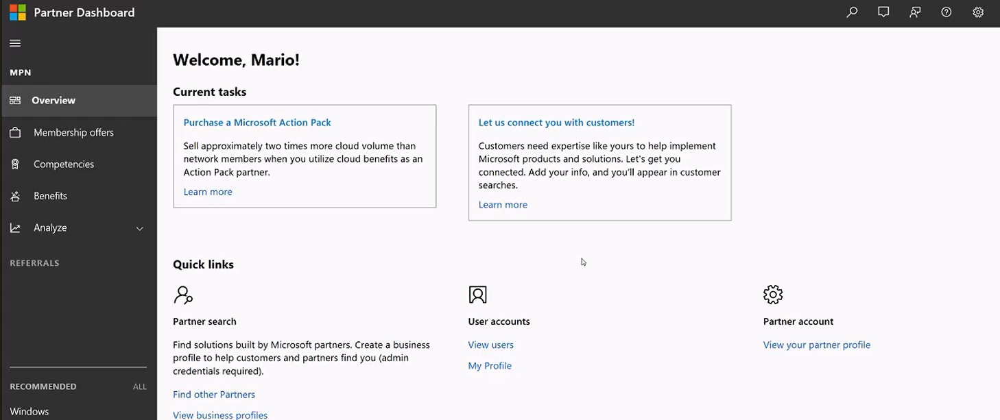 Partner Dashboard
MPN
Overview
Membership offers
Competencies
Benefits
Analyze
REFERRALS
RECOMMENDED ALL
Windows
Welcome, Mario!
Current tasks
Purchase a Microsoft Action Pack
Sell approximately two times more cloud volume than
network members when you utilize cloud benefits as an
Action Pack partner.
Learn more
Let us connect you with customers!
Customers need expertise like yours to help implement
Microsoft products and solutions. Let's get you
connected. Add your info, and you'll appear in customer
searches.
Learn more
Quick links
Partner search
Find solutions built by Microsoft partners. Create a business
profile to help customers and partners find you (admin
credentials required).
Find other Partners
View business profiles
User accounts
View users
My Profile
Partner account
View your partner profile